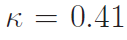 κ = 0.41